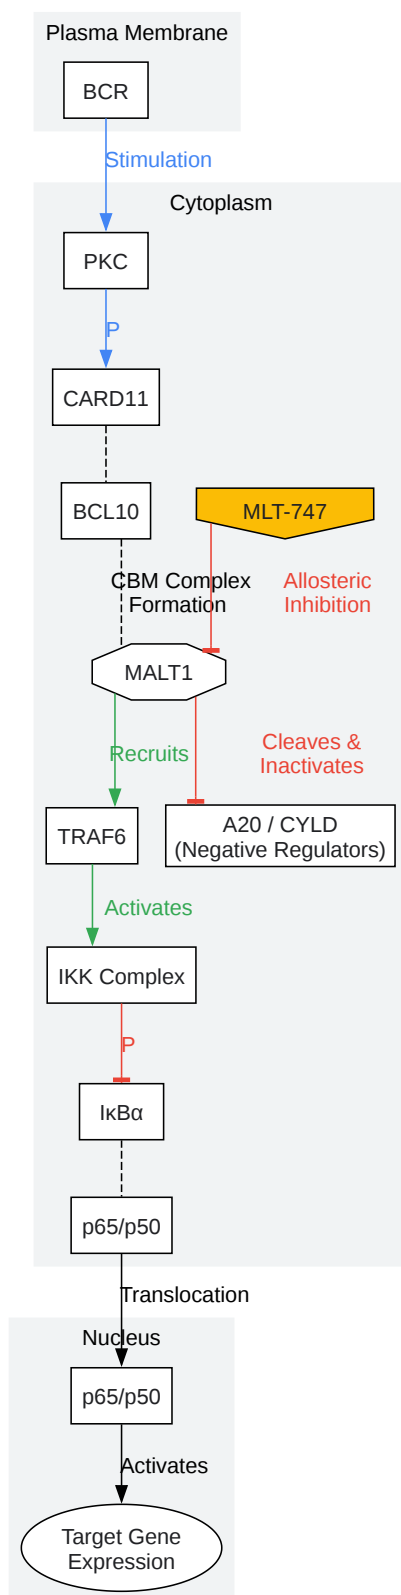 Plasma Membrane
BCR
Stimulation
Cytoplasm
PKC
P
CARD11
BCL10
MLT-747
CBM Complex
Formation
Allosteric
Inhibition
MALT1
Recruits
Cleaves &
Inactivates
TRAF6
A20 / CYLD
(Negative Regulators)
Activates
IKK Complex
P
IκBα
p65/p50
Translocation
Nucleus
p65/p50
Activates
Target Gene
Expression